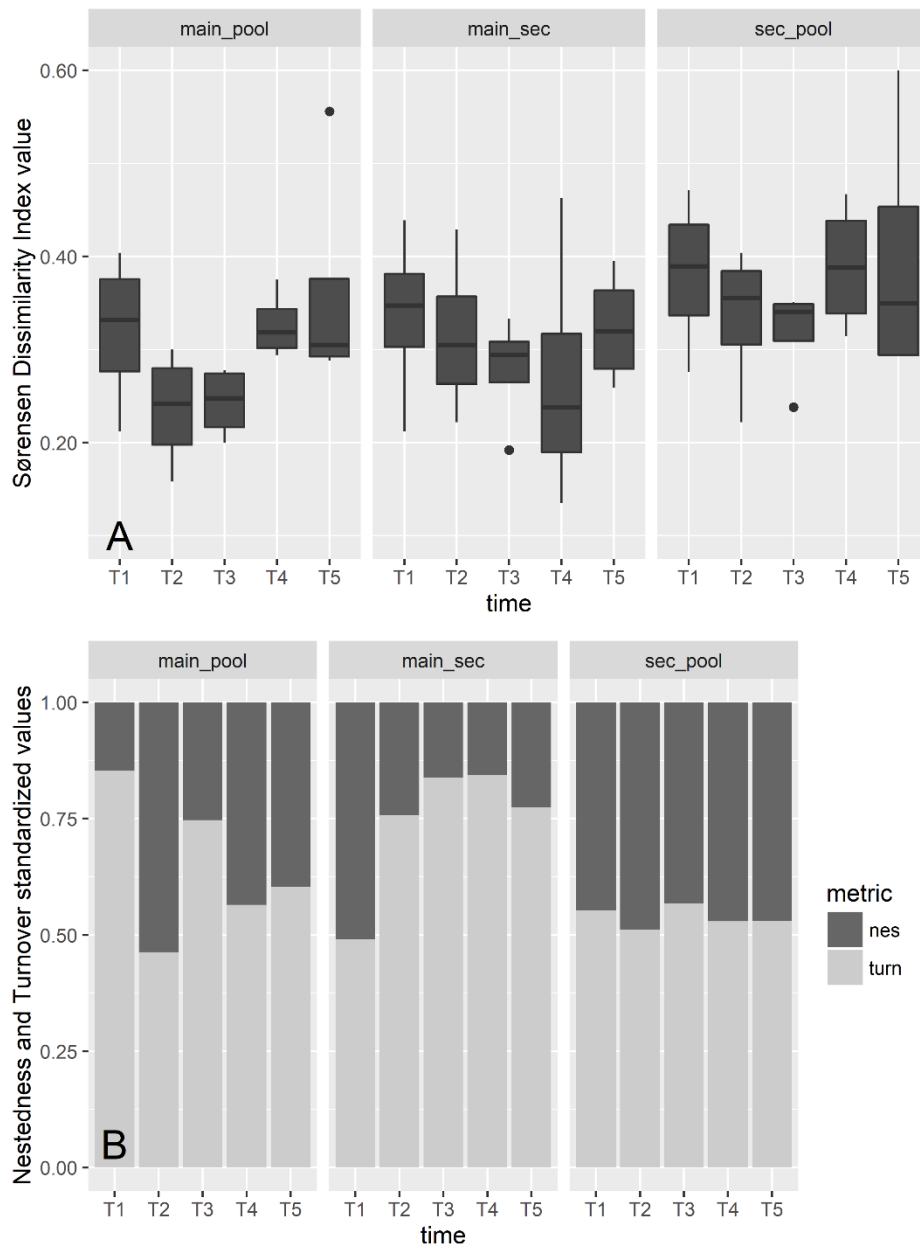 main_pool main_sec sec_pool
Sørensen Dissimilarity Index value
0.60
0.40
0.20
A
T1 T2 T3 T4 T5 T1 T2 T3 T4 T5 T1 T2 T3 T4 T5
time
main_pool main_sec sec_pool
Nestedness and Turnover standardized values
1.00
0.75
0.50
0.25
0.00
B
metric
nes
turn
T1 T2 T3 T4 T5 T1 T2 T3 T4 T5 T1 T2 T3 T4 T5
time